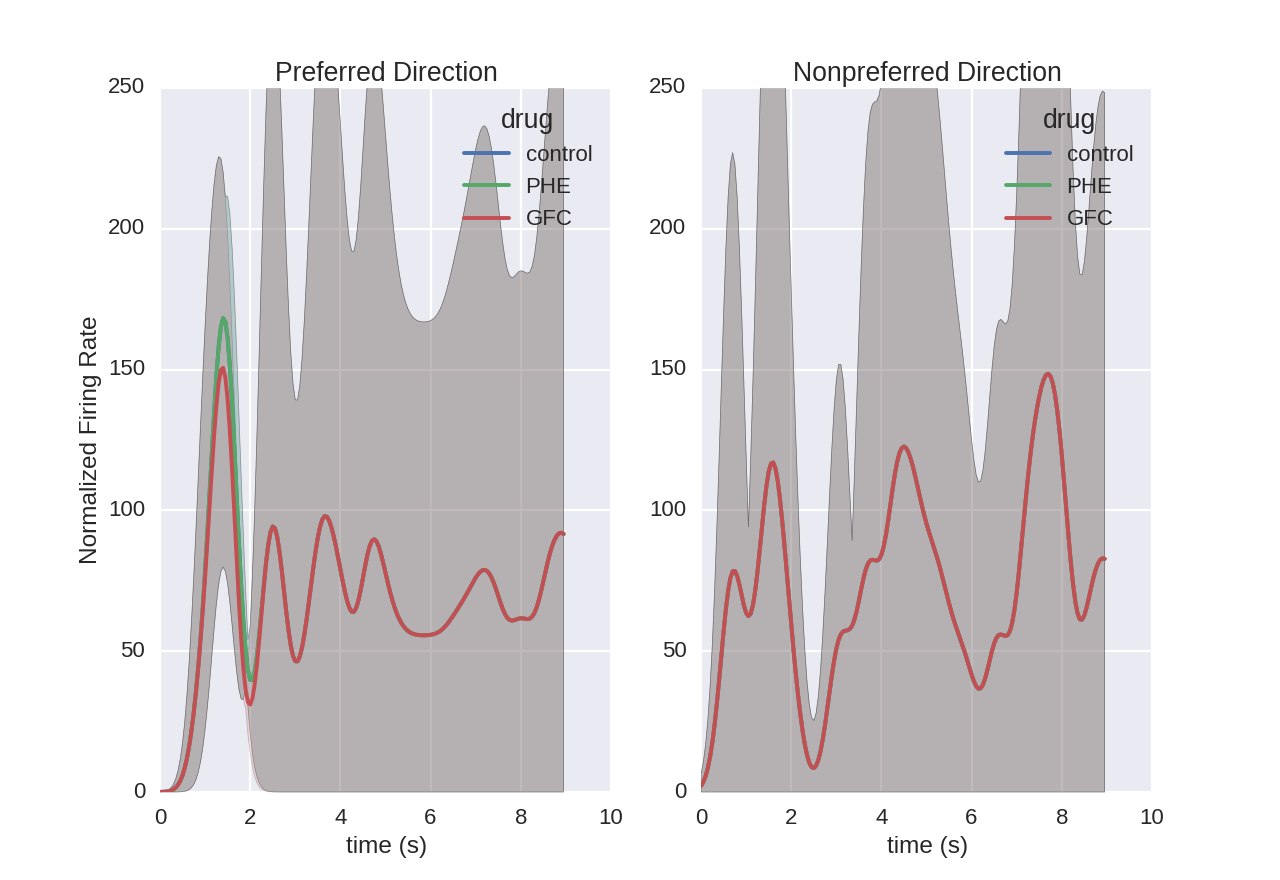 Preferred Direction
250
200
150
100
50
0
Normalized Firing Rate
drug
control
PHE
GFC
0 2 4 6 8 10
time (s)
Nonpreferred Direction
250
200
150
100
50
0
drug
control
PHE
GFC
0 2 4 6 8 10
time (s)